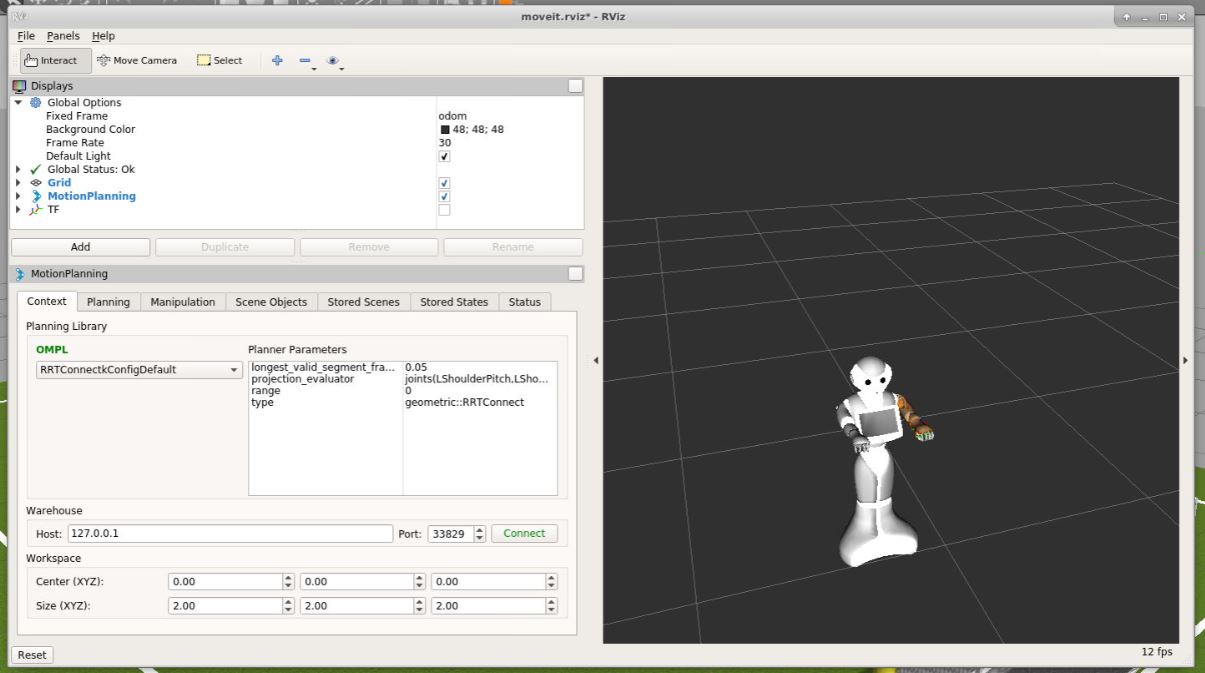 RViz
moveit.rviz* - RViz
File Panels Help
Interact Move Camera Select
Displays
Global Options
Fixed Frame odom
Background Color 48; 48; 48
Frame Rate 30
Default Light
Global Status: Ok
Grid
MotionPlanning
TF
Add Duplicate Remove Rename
MotionPlanning
Context Planning Manipulation Scene Objects Stored Scenes Stored States Status
Planning Library
OMPL Planner Parameters
RRTConnectkConfigDefault
longest_valid_segment_fra... 0.05
projection_evaluator joints(LShoulderPitch,LSho...
range 0
type geometric::RRTConnect
Warehouse
Host: 127.0.0.1 Port: 33829 Connect
Workspace
Center (XYZ): 0.00 0.00 0.00
Size (XYZ): 2.00 2.00 2.00
Reset
12 fps